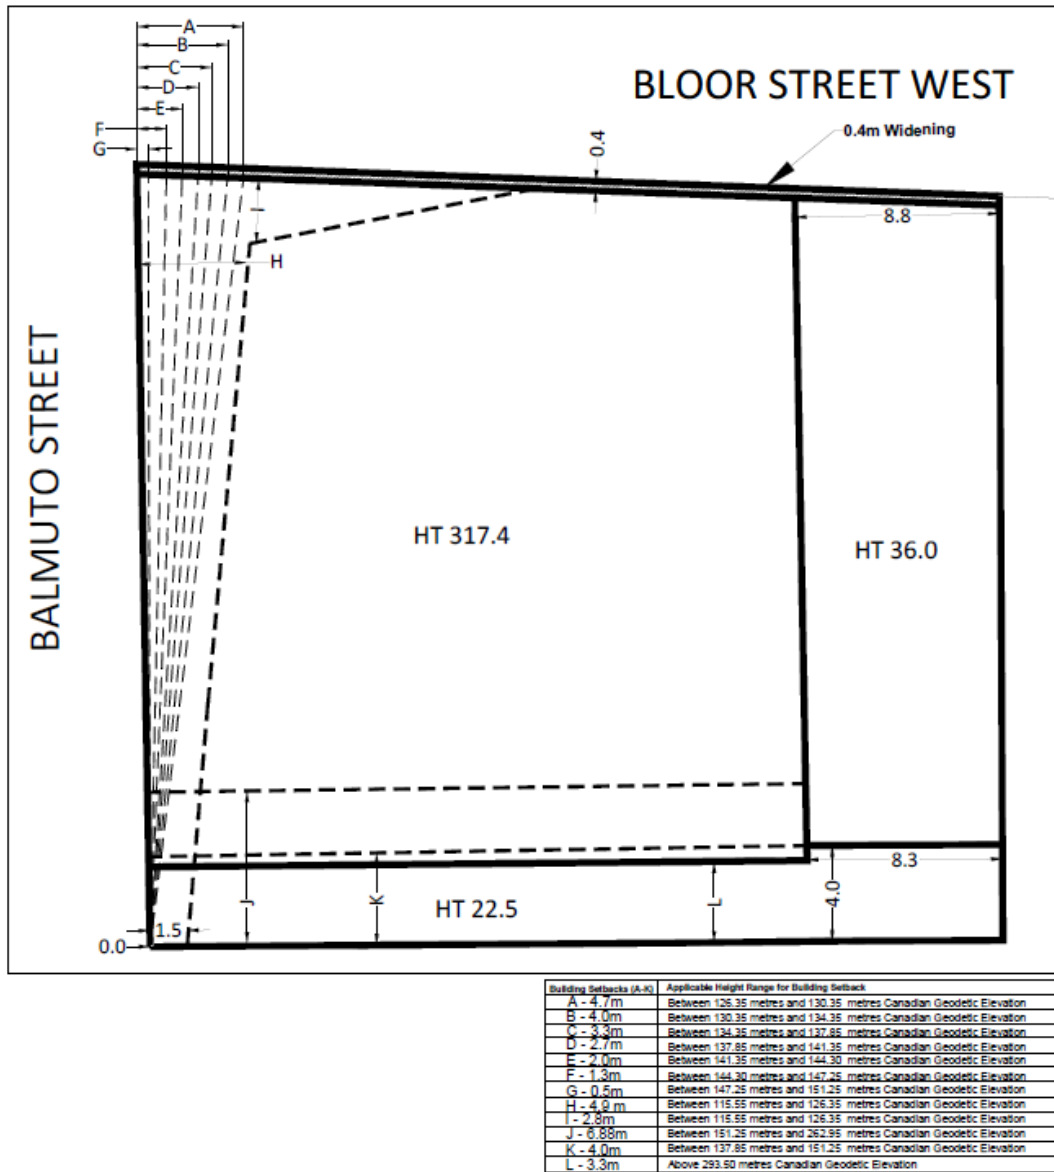 A
B
C
D
E
F
G
BLOOR STREET WEST
0.4m Widening
0.4
I
H
8.8
BALMUTO STREET
HT 317.4
HT 36.0
8.3
J
K
HT 22.5
L
4.0
1.5
0.0
Building Setbacks (A-K) Applicable Height Range for Building Setback
A - 4.7m Between 126.35 metres and 130.35 metres Canadian Geodetic Elevation
B - 4.0m Between 130.35 metres and 134.35 metres Canadian Geodetic Elevation
C - 3.3m Between 134.35 metres and 137.85 metres Canadian Geodetic Elevation
D - 2.7m Between 137.85 metres and 141.35 metres Canadian Geodetic Elevation
E - 2.0m Between 141.35 metres and 144.30 metres Canadian Geodetic Elevation
F - 1.3m Between 144.30 metres and 147.25 metres Canadian Geodetic Elevation
G - 0.5m Between 147.25 metres and 151.25 metres Canadian Geodetic Elevation
H - 4.9 m Between 115.55 metres and 126.35 metres Canadian Geodetic Elevation
I - 2.8m Between 115.55 metres and 126.35 metres Canadian Geodetic Elevation
J - 6.88m Between 151.25 metres and 262.95 metres Canadian Geodetic Elevation
K - 4.0m Between 137.85 metres and 151.25 metres Canadian Geodetic Elevation
L - 3.3m Above 293.50 metres Canadian Geodetic Elevation